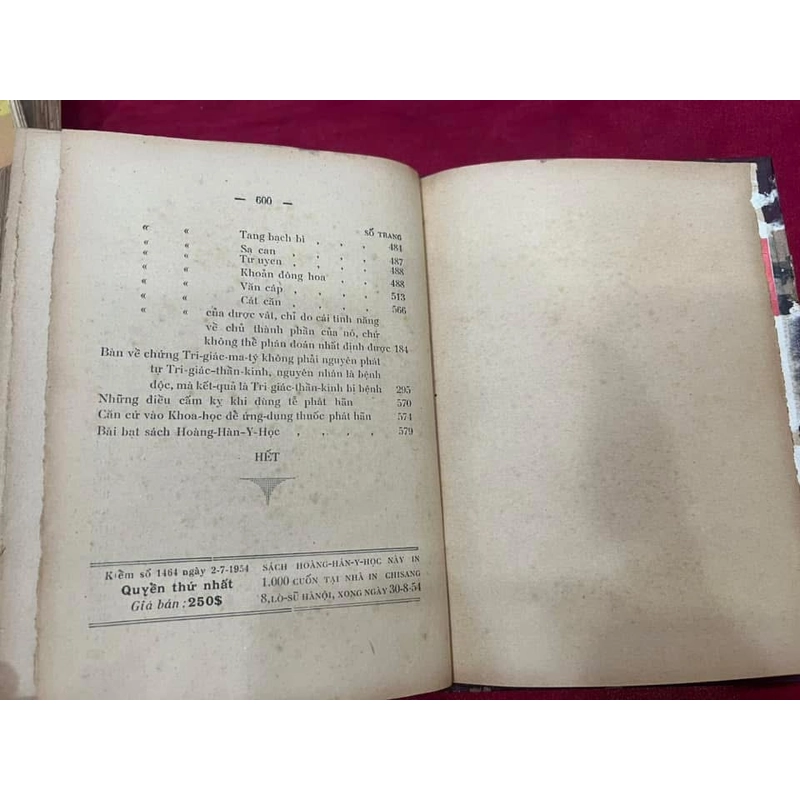 — 600 —
SỐ TRANG
« « Tang bạch bì , , , 484
« « Sạ can , , , 487
« « Tư uyen , , , 488
« « Khoản đông hoa , , 488
« « Văn cáp , , , 513
« « Cát căn , , , 566
của dược vật, chỉ do cái tính năng
về chủ thành phần của nó, chứ
không thể phán đoán nhất định được 184
Bàn về chứng Tri-giác-ma-tý không phải nguyên phát
tự Tri-giác-thần-kinh, nguyên nhân là bệnh
độc, mà kết-quả là Tri giác-thần-kinh bị bệnh 295
Những điều cấm kỵ khi dùng tễ phát hãn 570
Căn cứ vào Khoa-học để ứng-dụng thuốc phát hãn 574
Bài bạt sách Hoàng-Hán-Y-Học , , , , 579
HẾT
Kiểm số 1464 ngày 2-7-1954
Quyển thứ nhất
Giá bán : 250$
SÁCH HOÀNG-HÁN-Y-HỌC NÀY IN
1.000 CUỐN TẠI NHÀ IN CHISANG
8, LÒ-SŨ HÀNỘI, XONG NGÀY 30-8-54